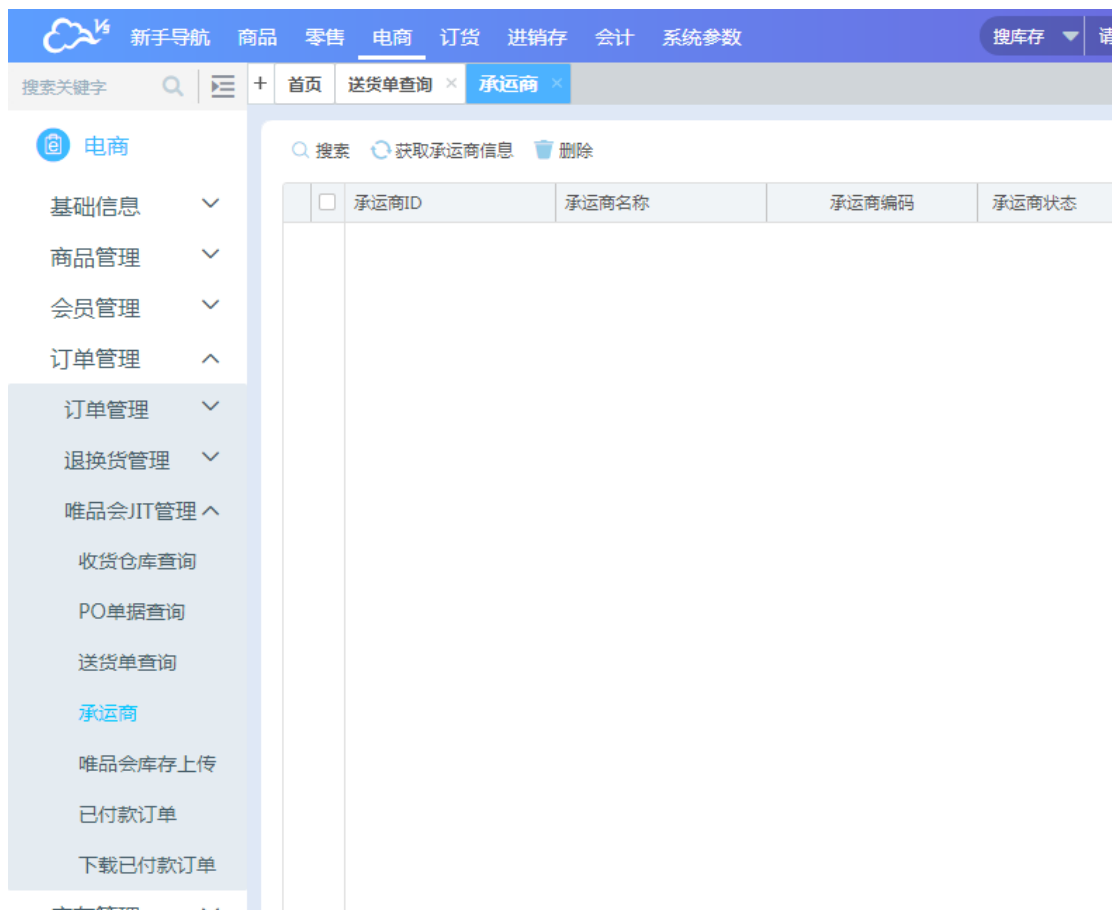 V5 新手导航 商品 零售 电商 订货 进销存 会计 系统参数 搜库存
搜索关键字 + 首页 送货单查询 × 承运商 ×
电商
搜索 获取承运商信息 删除
承运商ID 承运商名称 承运商编码 承运商状态
基础信息
商品管理
会员管理
订单管理
订单管理
退换货管理
唯品会JIT管理
收货仓库查询
PO单据查询
送货单查询
承运商
唯品会库存上传
已付款订单
下载已付款订单